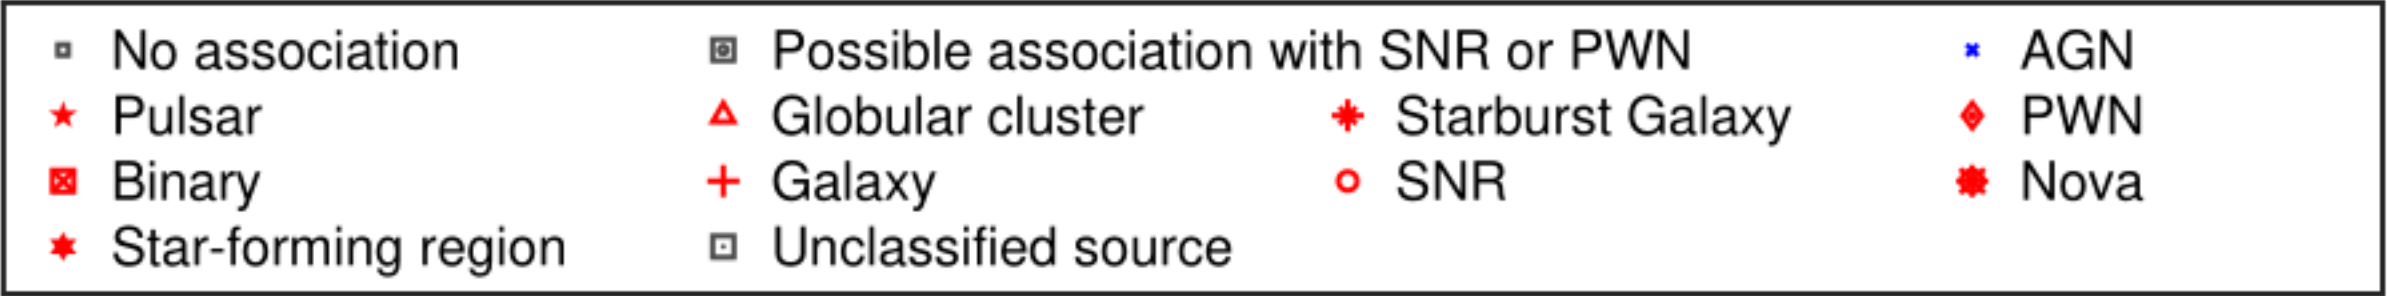 No association Possible association with SNR or PWN AGN
Pulsar Globular cluster Starburst Galaxy PWN
Binary Galaxy SNR Nova
Star-forming region Unclassified source